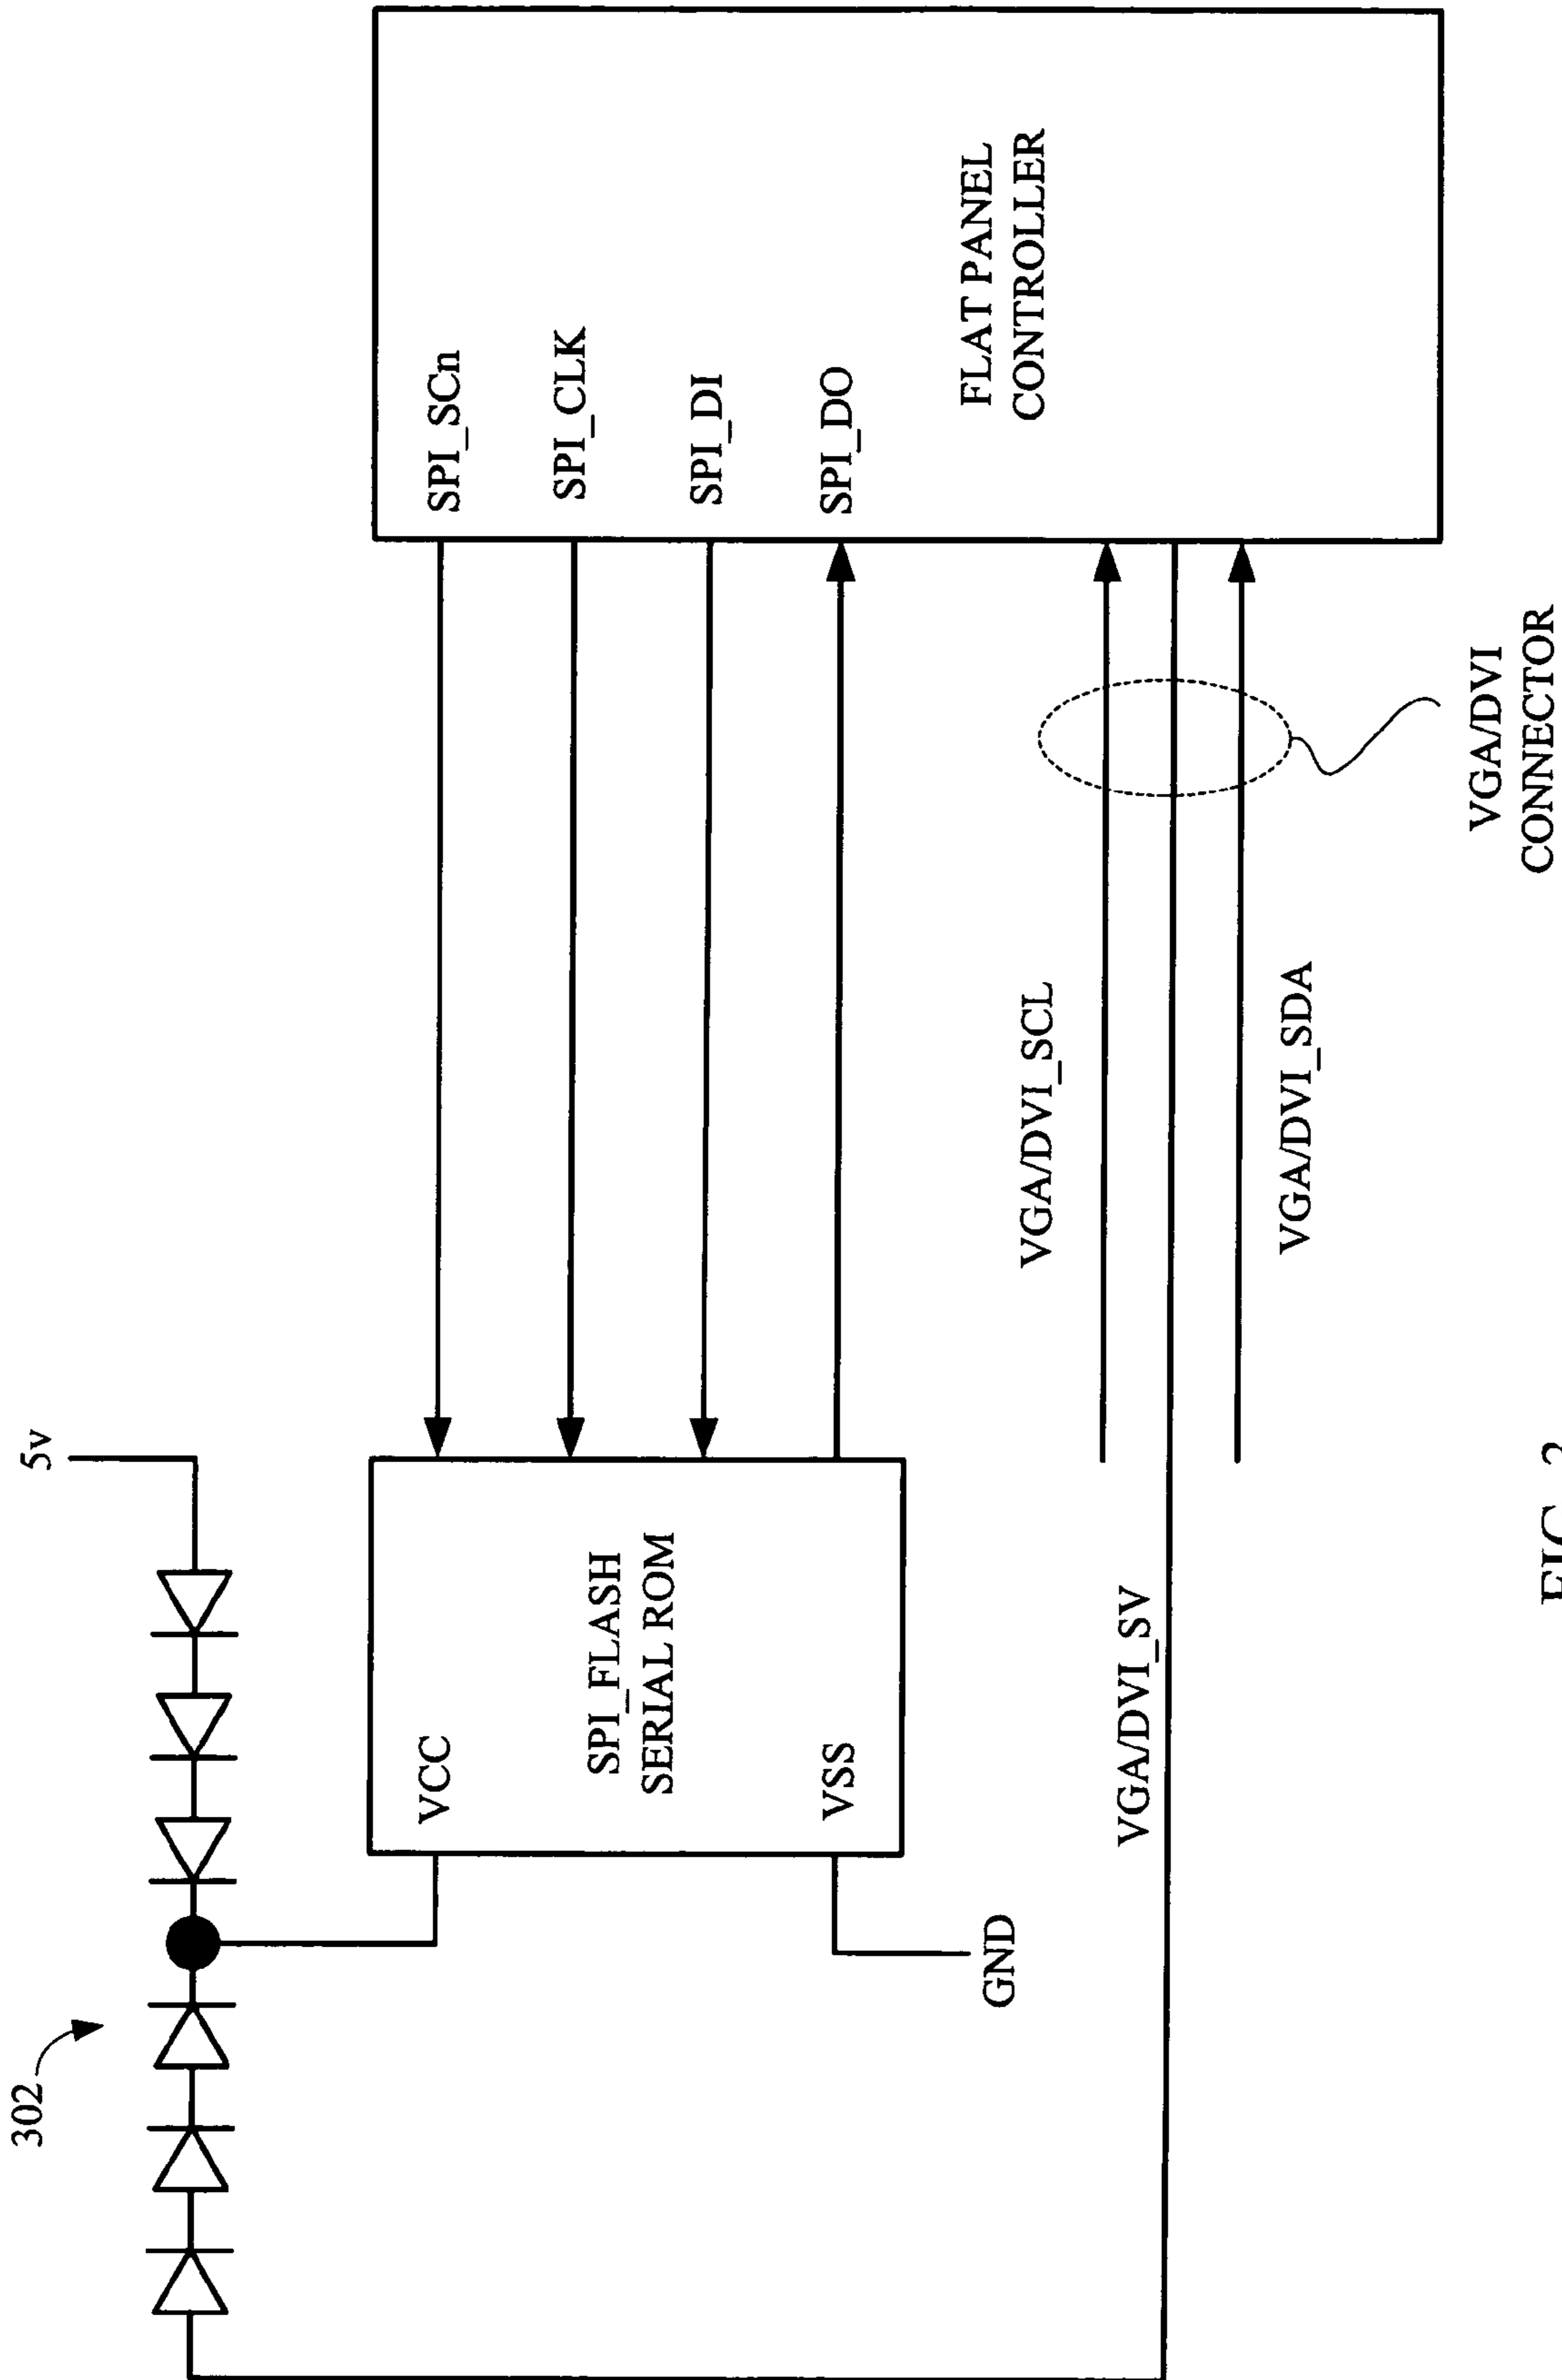 302
5v
VCC
SPI_FLASH
SERIAL ROM
VSS
GND
SPI_SCn
SPI_CLK
SPI_DI
SPI_DO
FLAT PANEL
CONTROLLER
VGA/DVI_SCL
VGA/DVI_SV
VGA/DVI_SDA
VGA/DVI
CONNECTOR
FIG.